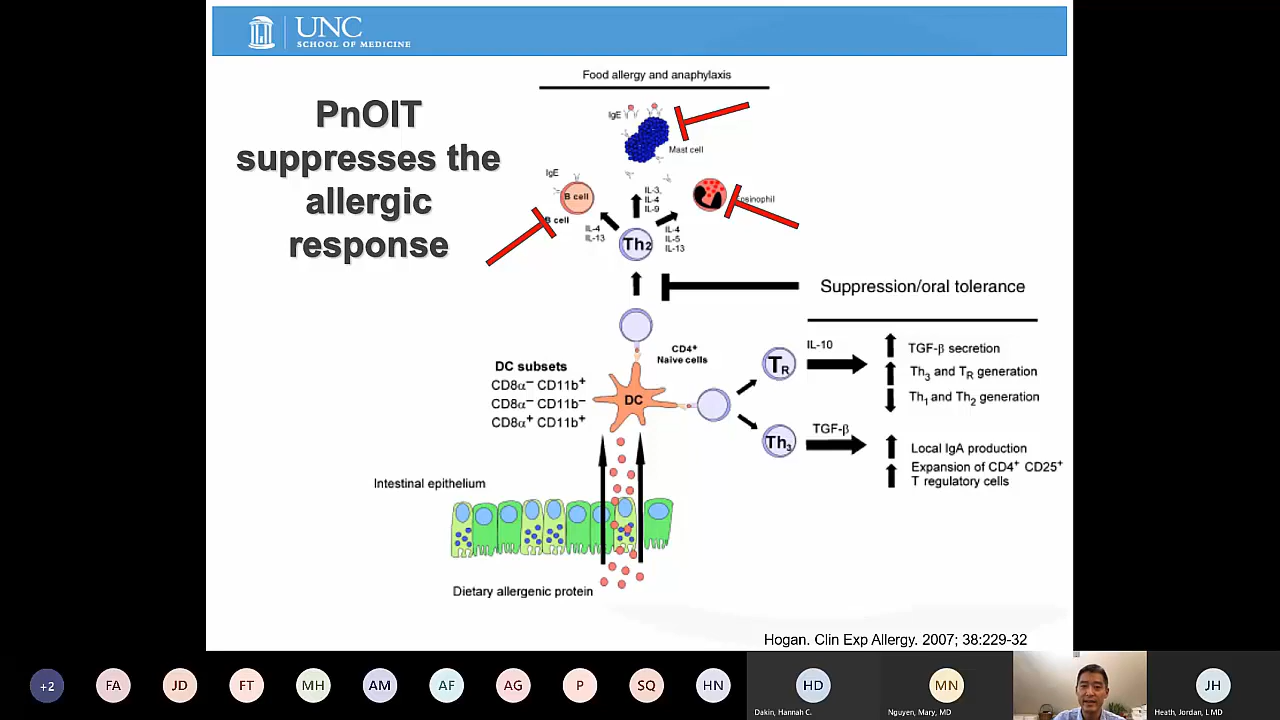 UNC
SCHOOL OF MEDICINE
PnOIT
suppresses the
allergic
response
Food allergy and anaphylaxis
IgE
Mast cell
IgE
B cell
B cell
IL-3,
IL-4
IL-9
IL-4
IL-13
IL-4
IL-5
IL-13
Th2
Suppression/oral tolerance
CD4+
Naive cells
DC subsets
CD8α− CD11b+
CD8α− CD11b−
CD8α+ CD11b+
DC
TR
IL-10
TGF-β secretion
Th3 and TR generation
Th1 and Th2 generation
Th3
TGF-β
Local IgA production
Expansion of CD4+ CD25+
T regulatory cells
Intestinal epithelium
Dietary allergenic protein
Hogan. Clin Exp Allergy. 2007; 38:229-32
+2
FA
JD
FT
MH
AM
AF
AG
P
SQ
HN
HD
Dakin, Hannah C.
MN
Nguyen, Mary, MD
JH
Heath, Jordan, L MD